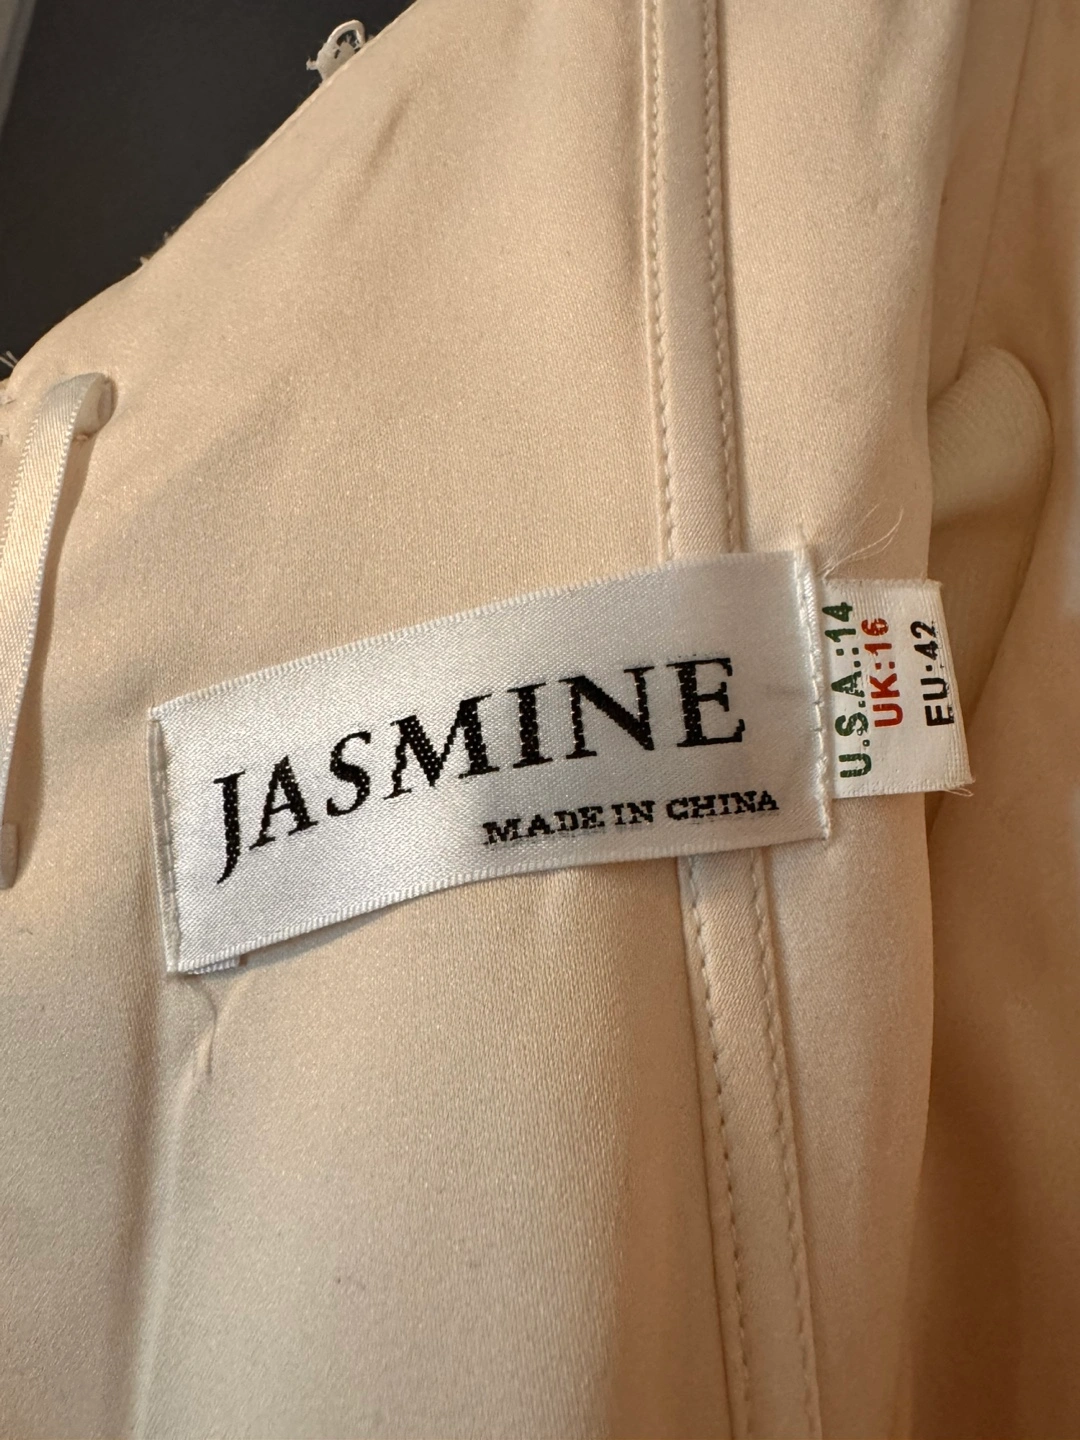 JASMINE
MADE IN CHINA
U.S.A.:14
UK:16
EU:42